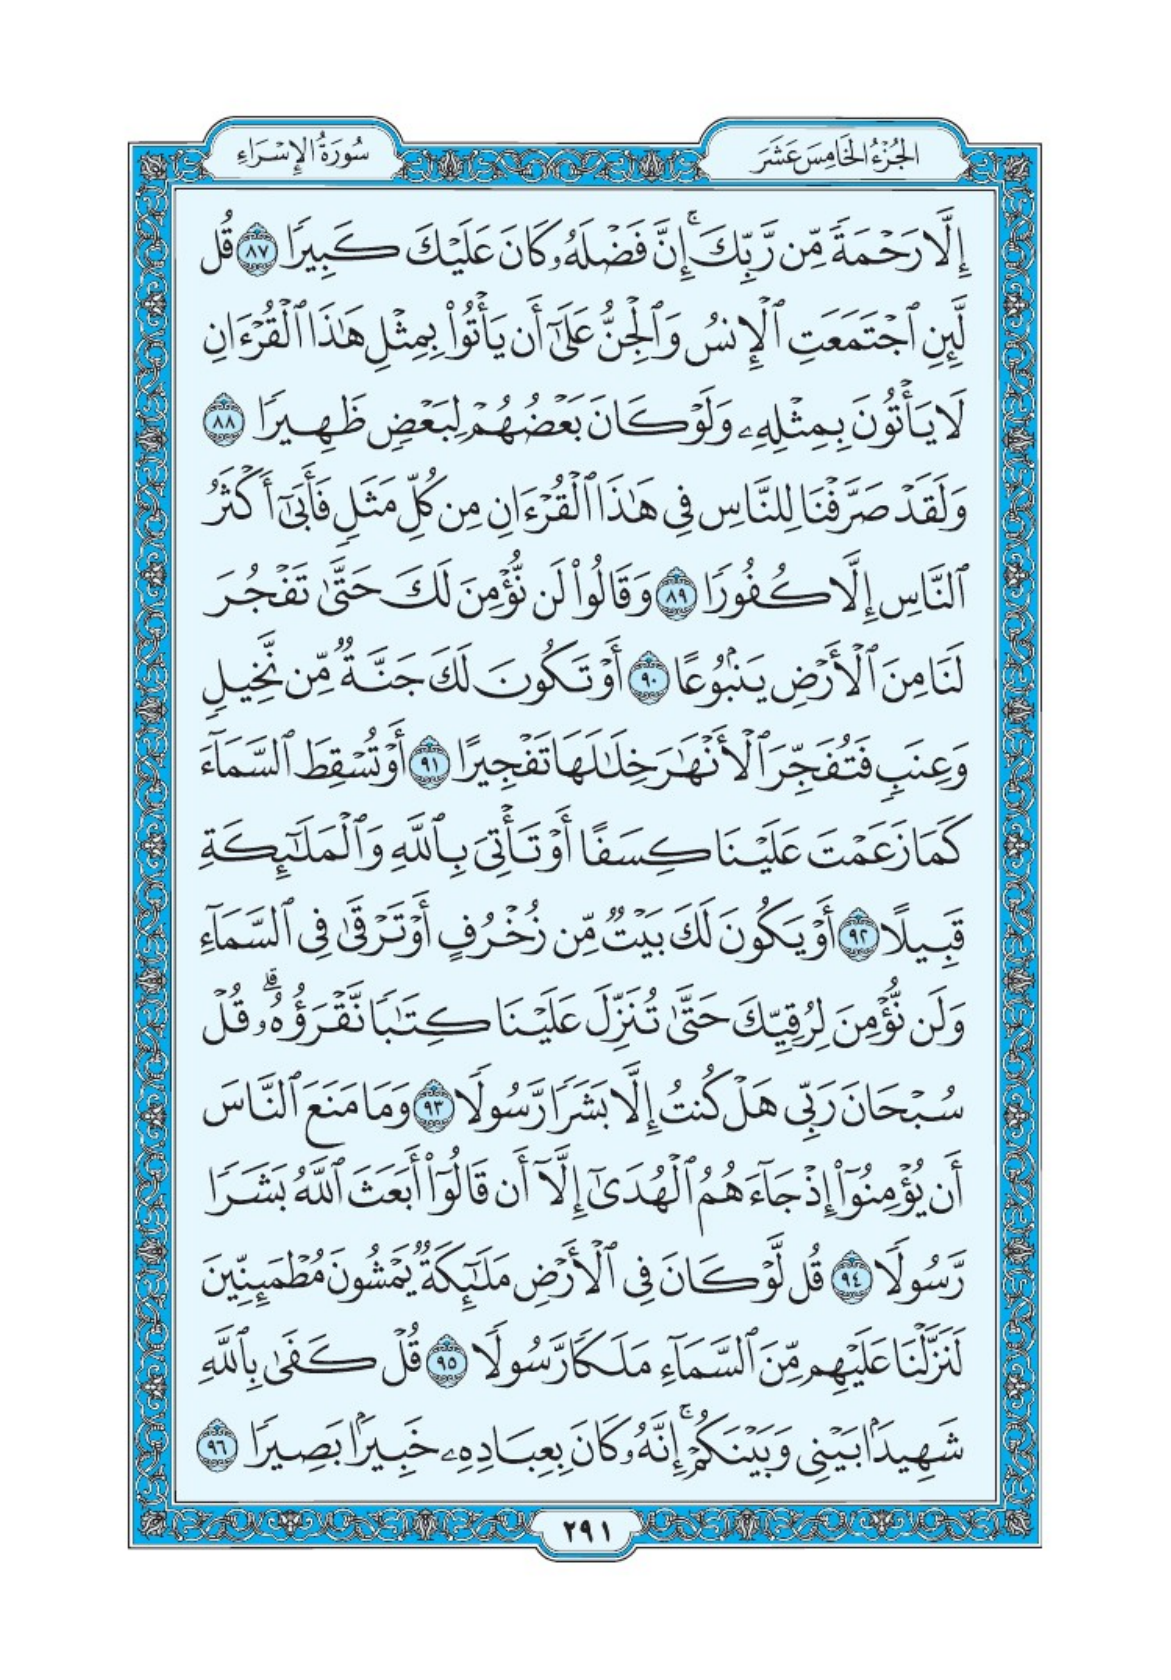 الجُزْءُ الخَامِسَ عَشَرَ
سُورَةُ الإِسْرَاءِ
إِلَّا رَحْمَةً مِّن رَّبِّكَ ۚ إِنَّ فَضْلَهُۥ كَانَ عَلَيْكَ كَبِيرًا ٨٧ قُل
لَّئِنِ ٱجْتَمَعَتِ ٱلْإِنسُ وَٱلْجِنُّ عَلَىٰٓ أَن يَأْتُوا۟ بِمِثْلِ هَٰذَا ٱلْقُرْءَانِ
لَا يَأْتُونَ بِمِثْلِهِۦ وَلَوْ كَانَ بَعْضُهُمْ لِبَعْضٍ ظَهِيرًا ٨٨
وَلَقَدْ صَرَّفْنَا لِلنَّاسِ فِى هَٰذَا ٱلْقُرْءَانِ مِن كُلِّ مَثَلٍ فَأَبَىٰٓ أَكْثَرُ
ٱلنَّاسِ إِلَّا كُفُورًا ٨٩ وَقَالُوا۟ لَن نُّؤْمِنَ لَكَ حَتَّىٰ تَفْجُرَ
لَنَا مِنَ ٱلْأَرْضِ يَنۢبُوعًا ٩٠ أَوْ تَكُونَ لَكَ جَنَّةٌ مِّن نَّخِيلٍ
وَعِنَبٍ فَتُفَجِّرَ ٱلْأَنْهَٰرَ خِلَٰلَهَا تَفْجِيرًا ٩١ أَوْ تُسْقِطَ ٱلسَّمَآءَ
كَمَا زَعَمْتَ عَلَيْنَا كِسَفًا أَوْ تَأْتِىَ بِٱللَّهِ وَٱلْمَلَٰٓئِكَةِ
قَبِيلًا ٩٢ أَوْ يَكُونَ لَكَ بَيْتٌ مِّن زُخْرُفٍ أَوْ تَرْقَىٰ فِى ٱلسَّمَآءِ
وَلَن نُّؤْمِنَ لِرُقِيِّكَ حَتَّىٰ تُنَزِّلَ عَلَيْنَا كِتَٰبًا نَّقْرَؤُهُۥ ۗ قُلْ
سُبْحَانَ رَبِّى هَلْ كُنتُ إِلَّا بَشَرًا رَّسُولًا ٩٣ وَمَا مَنَعَ ٱلنَّاسَ
أَن يُؤْمِنُوٓا۟ إِذْ جَآءَهُمُ ٱلْهُدَىٰٓ إِلَّآ أَن قَالُوٓا۟ أَبَعَثَ ٱللَّهُ بَشَرًا
رَّسُولًا ٩٤ قُل لَّوْ كَانَ فِى ٱلْأَرْضِ مَلَٰٓئِكَةٌ يَمْشُونَ مُطْمَئِنِّينَ
لَنَزَّلْنَا عَلَيْهِم مِّنَ ٱلسَّمَآءِ مَلَكًا رَّسُولًا ٩٥ قُلْ كَفَىٰ بِٱللَّهِ
شَهِيدًۢا بَيْنِى وَبَيْنَكُمْ ۚ إِنَّهُۥ كَانَ بِعِبَادِهِۦ خَبِيرًۢا بَصِيرًا ٩٦
٢٩١